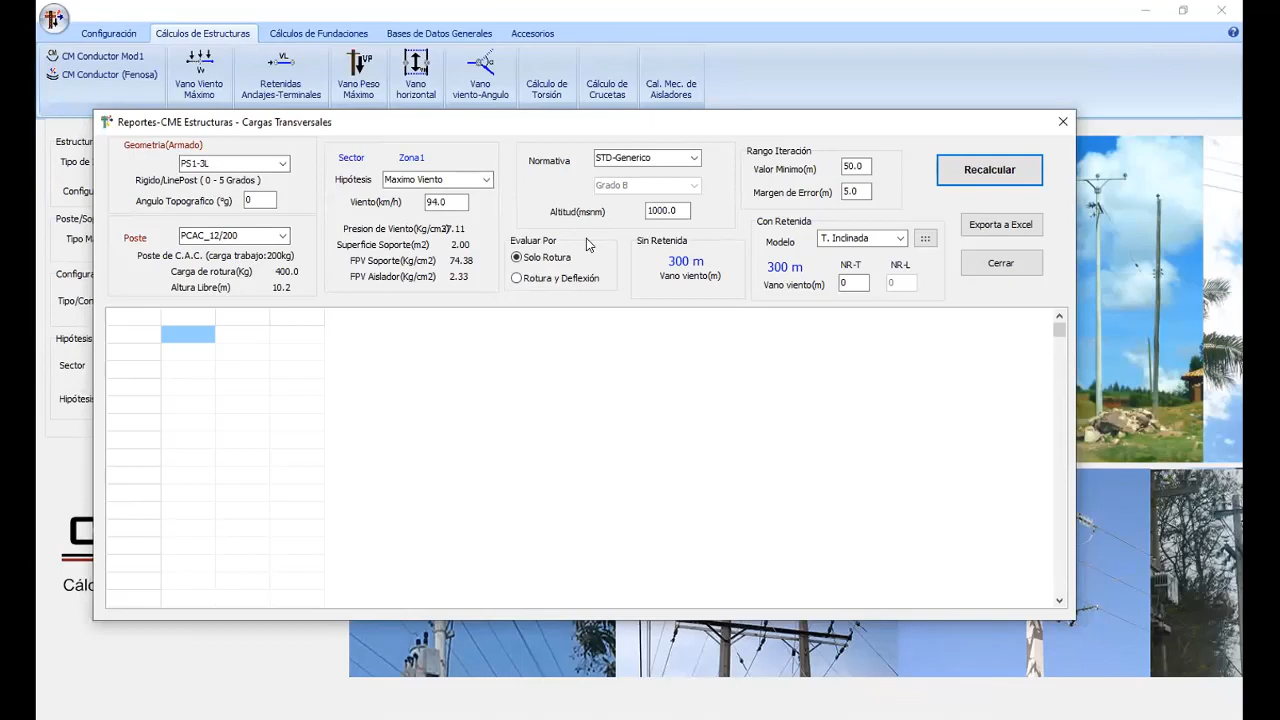 Configuración Cálculos de Estructuras Cálculos de Fundaciones Bases de Datos Generales Accesorios
CM Conductor Mod1
CM Conductor (Fenosa)
Vano Viento Máximo
Retenidas Anclajes-Terminales
Vano Peso Máximo
Vano horizontal
Vano viento-Angulo
Cálculo de Torsión
Cálculo de Crucetas
Cal. Mec. de Aisladores
Reportes-CME Estructuras - Cargas Transversales
Geometria(Armado)
PS1-3L
Rigido/LinePost ( 0 - 5 Grados )
Angulo Topografico (°g) 0
Poste PCAC_12/200
Poste de C.A.C. (carga trabajo:200kg)
Carga de rotura(Kg) 400.0
Altura Libre(m) 10.2
Sector Zona1
Hipótesis Maximo Viento
Viento(km/h) 94.0
Presion de Viento(Kg/cm2) 7.11
Superficie Soporte(m2) 2.00
FPV Soporte(Kg/cm2) 74.38
FPV Aislador(Kg/cm2) 2.33
Normativa STD-Generico
Grado B
Altitud(msnm) 1000.0
Evaluar Por
Solo Rotura
Rotura y Deflexión
Sin Retenida
300 m
Vano viento(m)
Rango Iteración
Valor Minimo(m) 50.0
Margen de Error(m) 5.0
Con Retenida
Modelo T. Inclinada
300 m NR-T NR-L
Vano viento(m) 0 0
Recalcular
Exporta a Excel
Cerrar
Estructur
Tipo de
Configu
Poste/So
Tipo M
Configura
Tipo/Con
Hipótesis
Sector
Hipótesis
C
Cálc